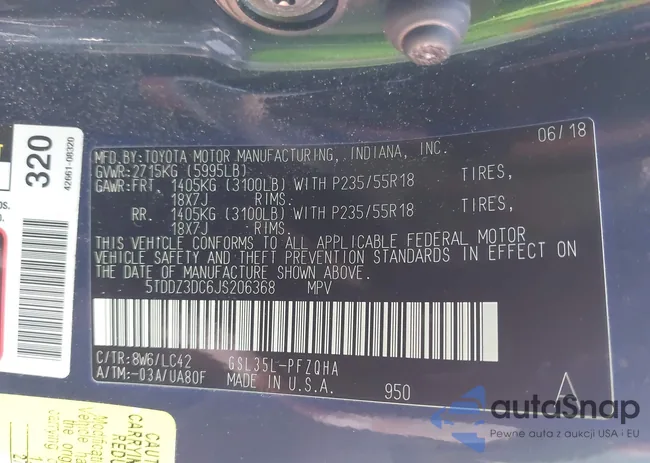 320
42661-08320
06/18
MFD.BY:TOYOTA MOTOR MANUFACTURING, INDIANA, INC.
GVWR:2715KG (5995LB)
GAWR:FRT. 1405KG (3100LB) WITH P235/55R18 TIRES,
18X7J RIMS.
RR. 1405KG (3100LB) WITH P235/55R18 TIRES,
18X7J RIMS.
THIS VEHICLE CONFORMS TO ALL APPLICABLE FEDERAL MOTOR
VEHICLE SAFETY AND THEFT PREVENTION STANDARDS IN EFFECT ON
THE DATE OF MANUFACTURE SHOWN ABOVE.
5TDDZ3DC6JS206368 MPV
C/TR:8W6/LC42 GSL35L-PFZQHA
A/TM:-03A/UA80F MADE IN U.S.A. 950
autoSnap
Pewne auta z aukcji USA i EU